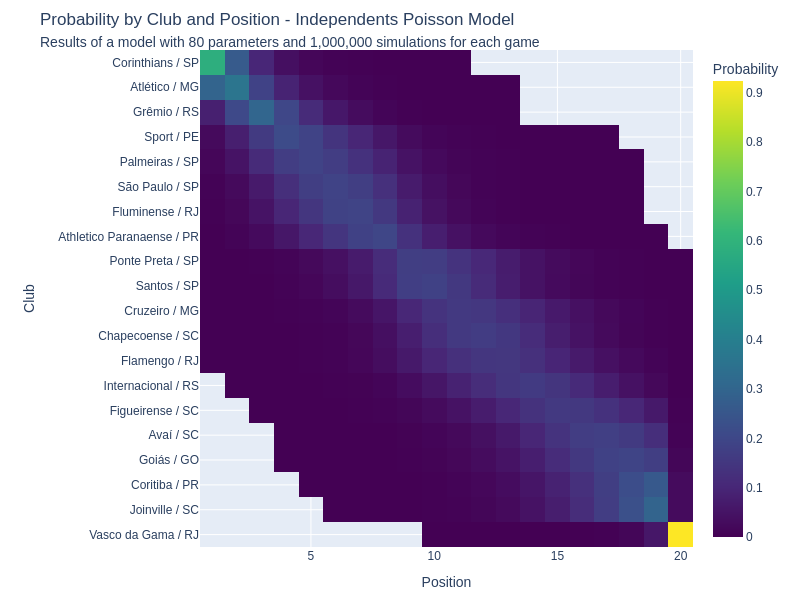 Probability by Club and Position - Independents Poisson Model
Results of a model with 80 parameters and 1,000,000 simulations for each game
Probability
Corinthians / SP
Atlético / MG
Grêmio / RS
Sport / PE
Palmeiras / SP
São Paulo / SP
Fluminense / RJ
Athletico Paranaense / PR
Ponte Preta / SP
Santos / SP
Cruzeiro / MG
Chapecoense / SC
Flamengo / RJ
Internacional / RS
Figueirense / SC
Avaí / SC
Goiás / GO
Coritiba / PR
Joinville / SC
Vasco da Gama / RJ
Club
5 10 15 20
Position
0.9
0.8
0.7
0.6
0.5
0.4
0.3
0.2
0.1
0